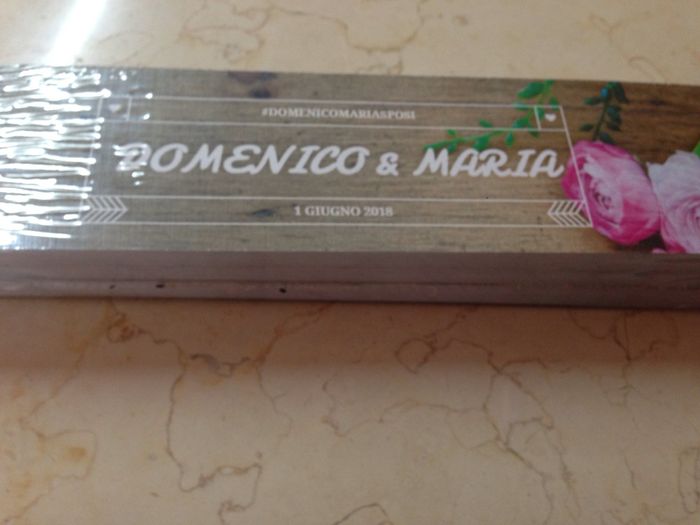 #DOMENICOMARIASPOSI
DOMENICO & MARIA
1 GIUGNO 2018